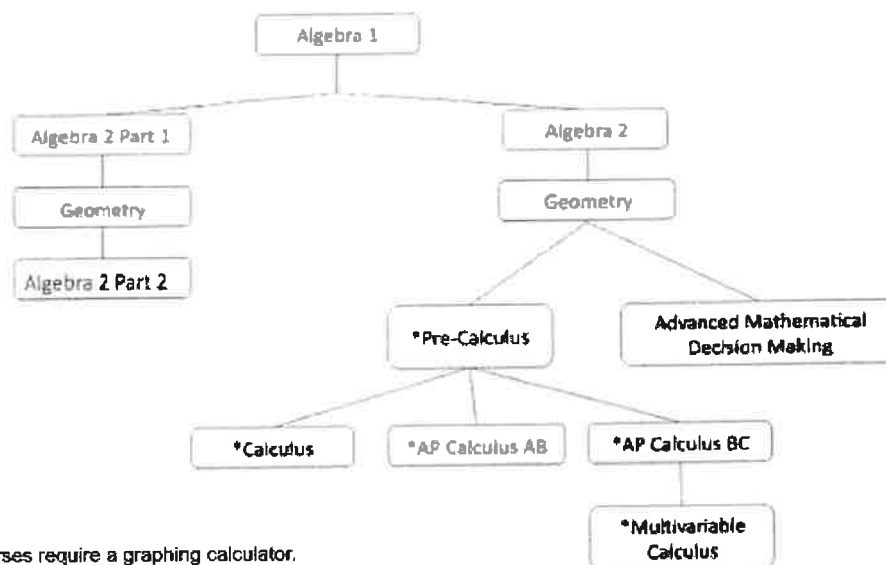 Algebra 1
Algebra 2 Part 1
Algebra 2
Geometry
Geometry
Algebra 2 Part 2
*Pre-Calculus
Advanced Mathematical
Decision Making
*Calculus
*AP Calculus AB
*AP Calculus BC
*Multivariable
Calculus
require a graphing calculator.